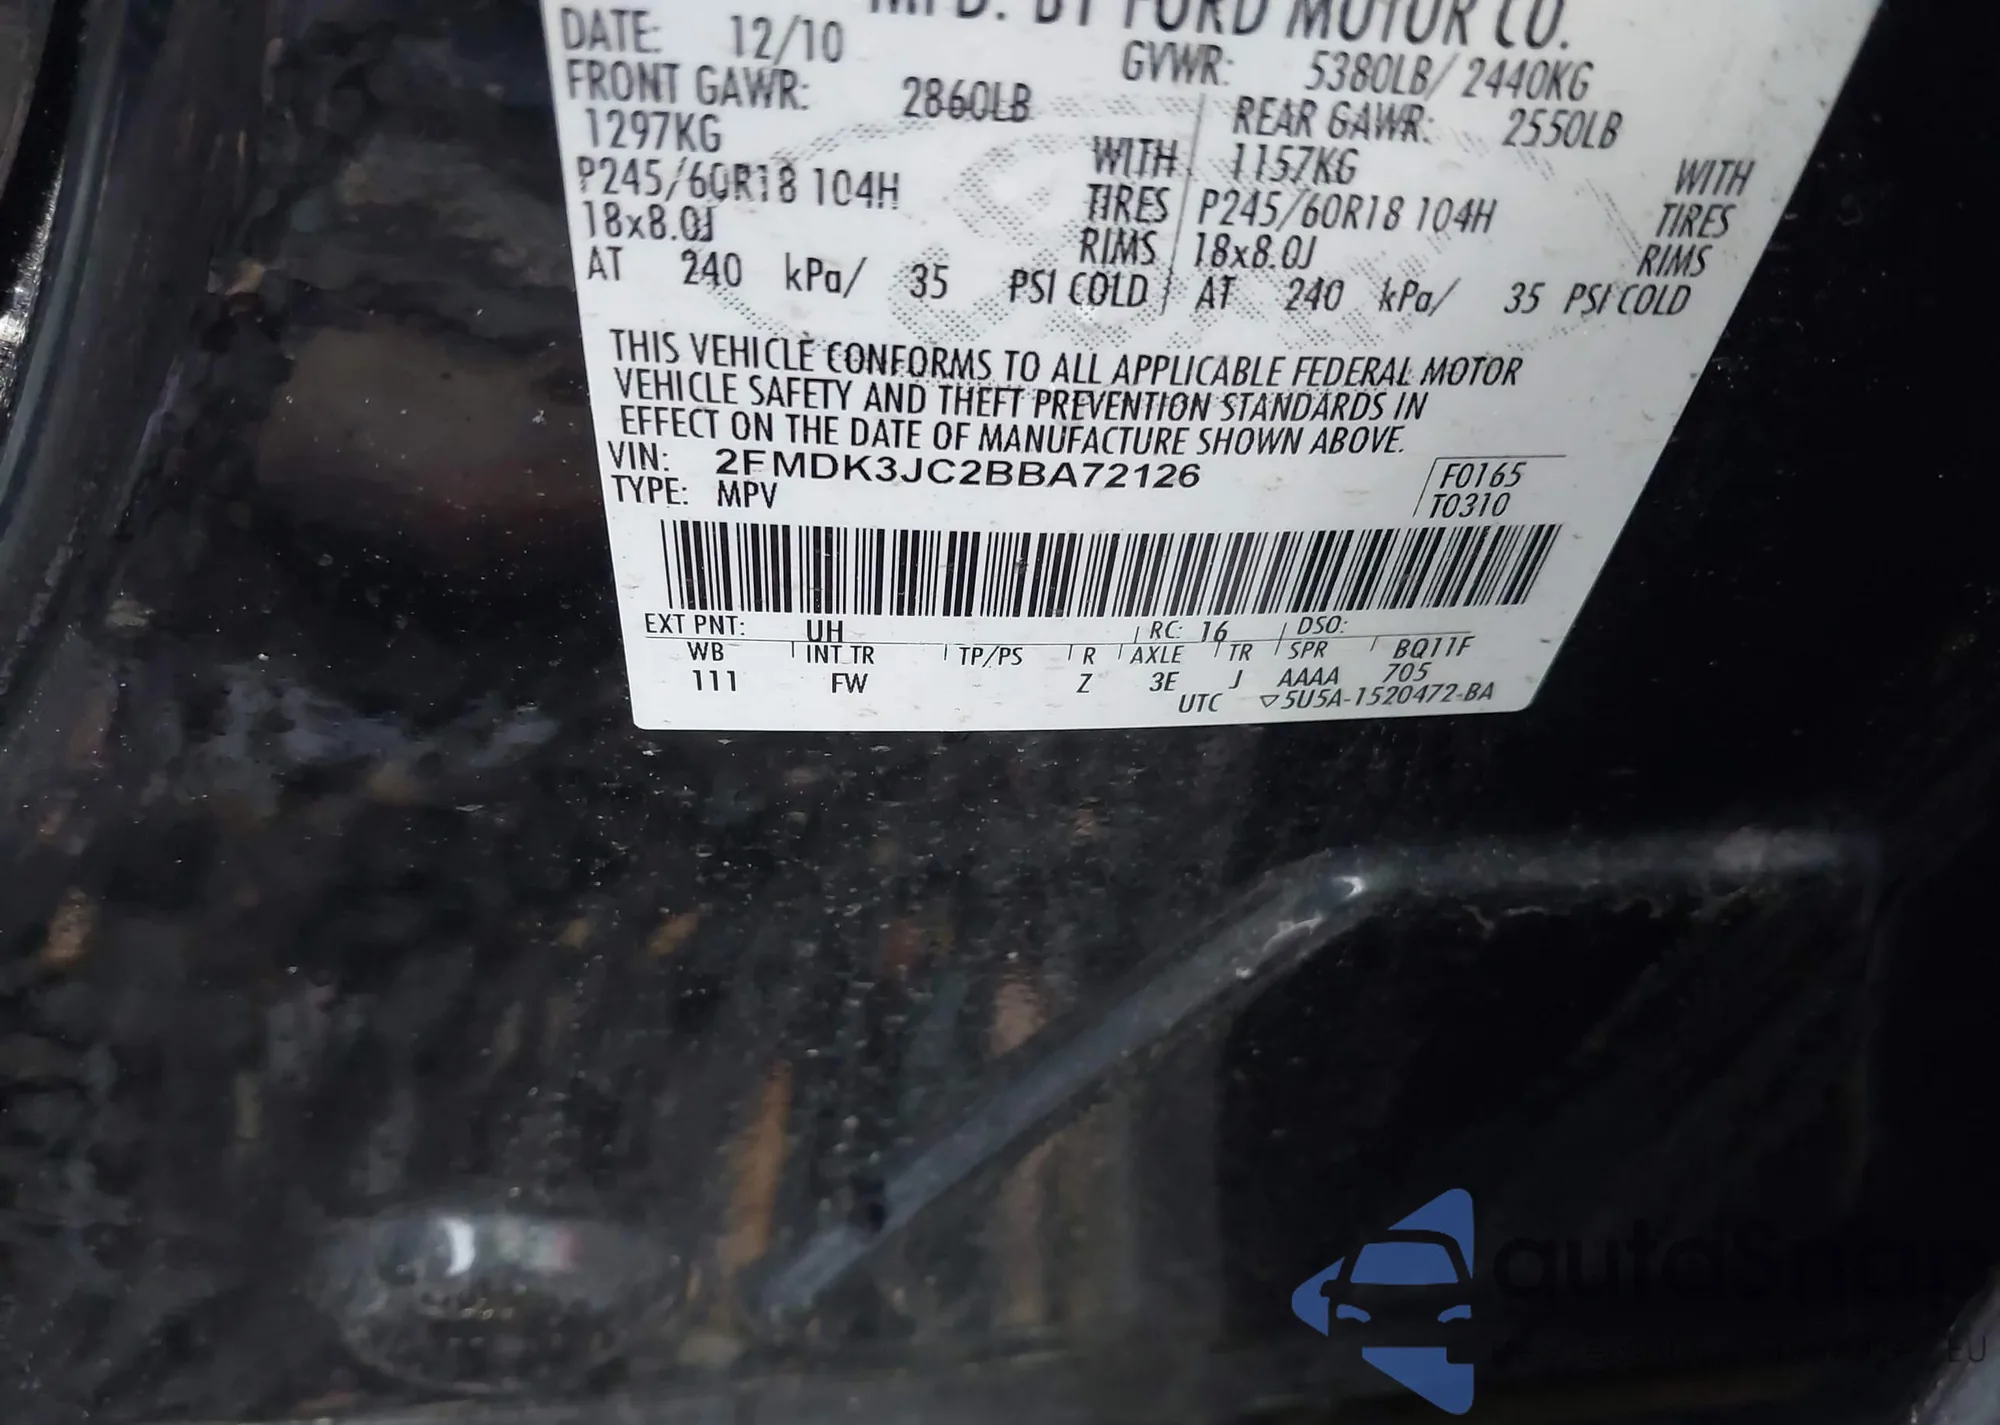 MFD. BY FORD MOTOR CO.
DATE: 12/10 GVWR: 5380LB/ 2440KG
FRONT GAWR: 2860LB REAR GAWR: 2550LB
1297KG WITH 1157KG WITH
P245/60R18 104H TIRES P245/60R18 104H TIRES
18x8.0J RIMS 18x8.0J RIMS
AT 240 kPa/ 35 PSI COLD AT 240 kPa/ 35 PSI COLD
THIS VEHICLE CONFORMS TO ALL APPLICABLE FEDERAL MOTOR
VEHICLE SAFETY AND THEFT PREVENTION STANDARDS IN
EFFECT ON THE DATE OF MANUFACTURE SHOWN ABOVE.
VIN: 2FMDK3JC2BBA72126 F0165
TYPE: MPV T0310
EXT PNT: UH RC: 16 DSO:
WB INT TR TP/PS R AXLE TR SPR BQ11F
111 FW Z 3E J AAAA 705
UTC ▽5U5A-1520472-BA
EU